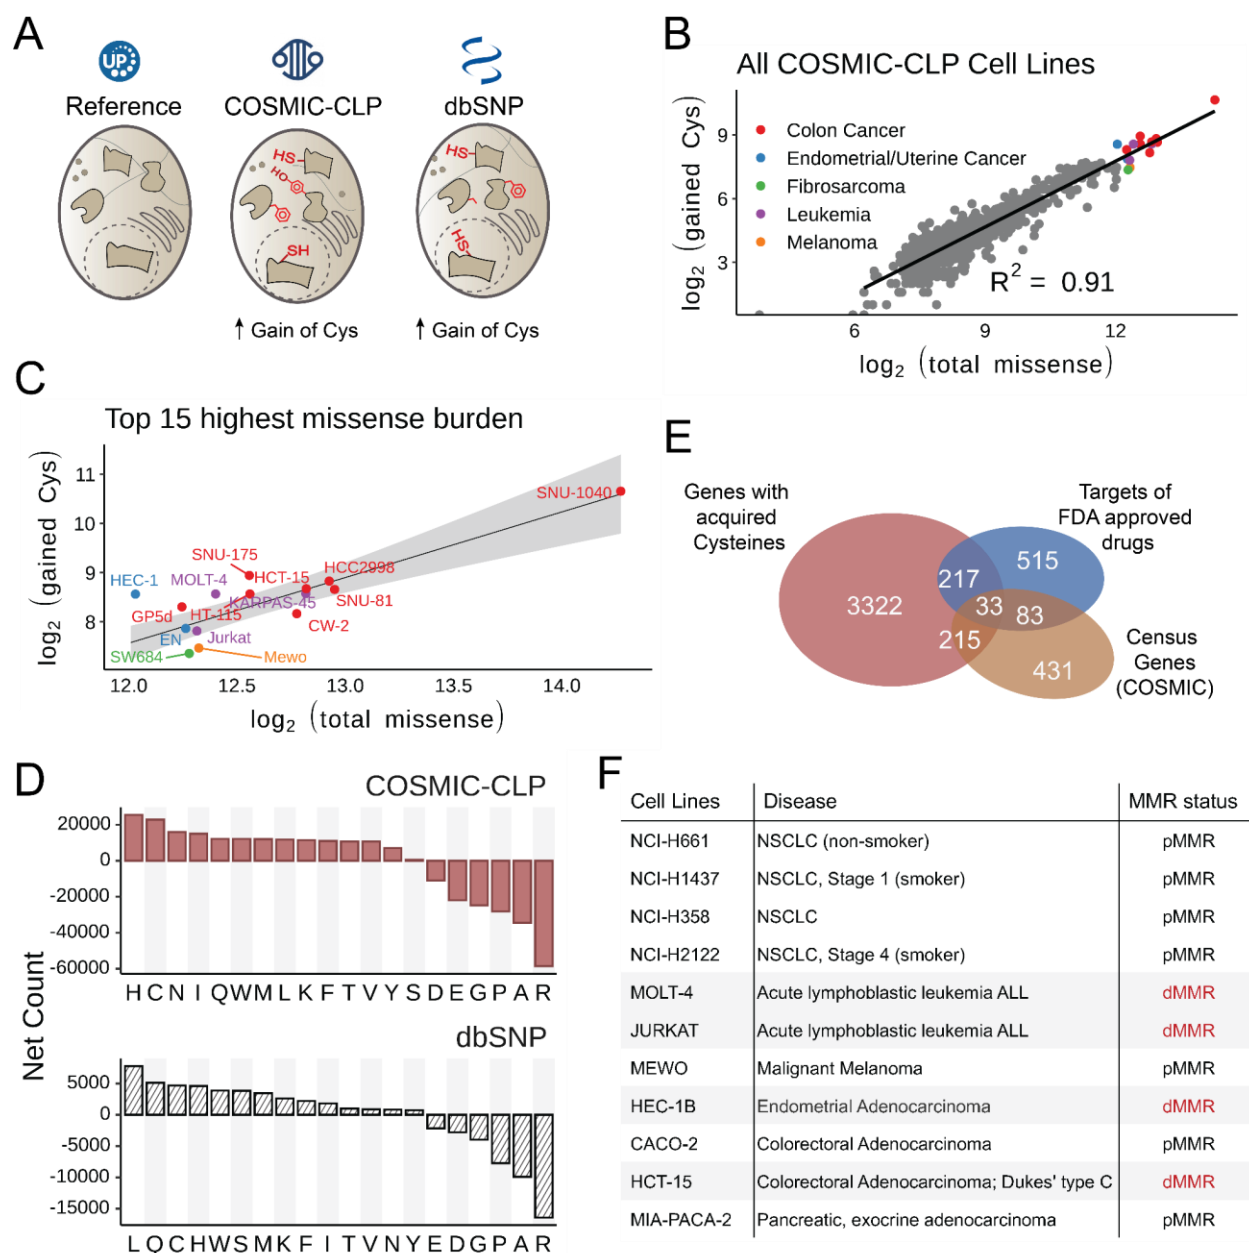 A
UP
Reference
COSMIC-CLP
dbSNP
HS
HO
SH
HS
HS
↑ Gain of Cys
↑ Gain of Cys
B
All COSMIC-CLP Cell Lines
log2 (gained Cys)
9
6
3
Colon Cancer
Endometrial/Uterine Cancer
Fibrosarcoma
Leukemia
Melanoma
R2 = 0.91
6 9 12
log2 (total missense)
C
Top 15 highest missense burden
log2 (gained Cys)
11
10
9
8
SNU-1040
SNU-175
HCC2998
HEC-1
MOLT-4
HCT-15
KARPAS-45
SNU-81
GP5d
HT-115
CW-2
EN
Jurkat
SW684
Mewo
12.0 12.5 13.0 13.5 14.0
log2 (total missense)
E
Genes with
acquired
Cysteines
Targets of
FDA approved
drugs
Census
Genes
(COSMIC)
515
217
3322
33
83
215
431
D
COSMIC-CLP
Net Count
20000
0
-20000
-40000
-60000
H C N I Q W M L K F T V Y S D E G P A R
dbSNP
5000
0
-5000
-10000
-15000
L Q C H W S M K F I T V N Y E D G P A R
F
Cell Lines Disease MMR status
NCI-H661 NSCLC (non-smoker) pMMR
NCI-H1437 NSCLC, Stage 1 (smoker) pMMR
NCI-H358 NSCLC pMMR
NCI-H2122 NSCLC, Stage 4 (smoker) pMMR
MOLT-4 Acute lymphoblastic leukemia ALL dMMR
JURKAT Acute lymphoblastic leukemia ALL dMMR
MEWO Malignant Melanoma pMMR
HEC-1B Endometrial Adenocarcinoma dMMR
CACO-2 Colorectoral Adenocarcinoma pMMR
HCT-15 Colorectoral Adenocarcinoma; Dukes' type C dMMR
MIA-PACA-2 Pancreatic, exocrine adenocarcinoma pMMR